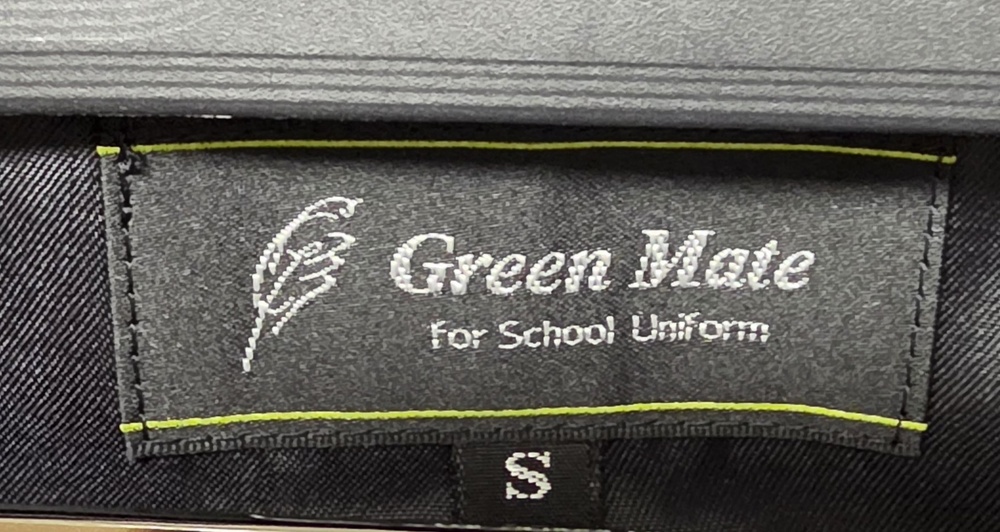 Green Mate
For School Uniform
S